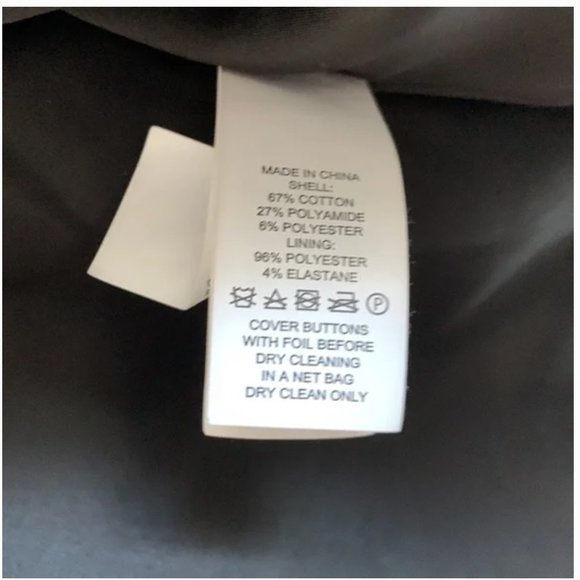 MADE IN CHINA
SHELL:
67% COTTON
27% POLYAMIDE
6% POLYESTER
LINING:
96% POLYESTER
4% ELASTANE
P
COVER BUTTONS
WITH FOIL BEFORE
DRY CLEANING
IN A NET BAG
DRY CLEAN ONLY